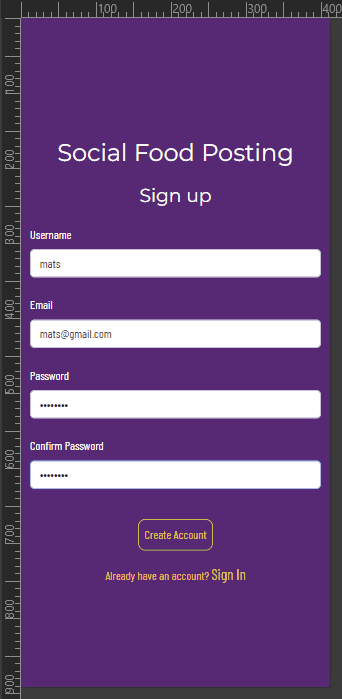 100 200 300 400
100
200
300
400
500
600
700
800
900
Social Food Posting
Sign up
Username
mats
Email
mats@gmail.com
Password
••••••••
Confirm Password
••••••••
Create Account
Already have an account? Sign In